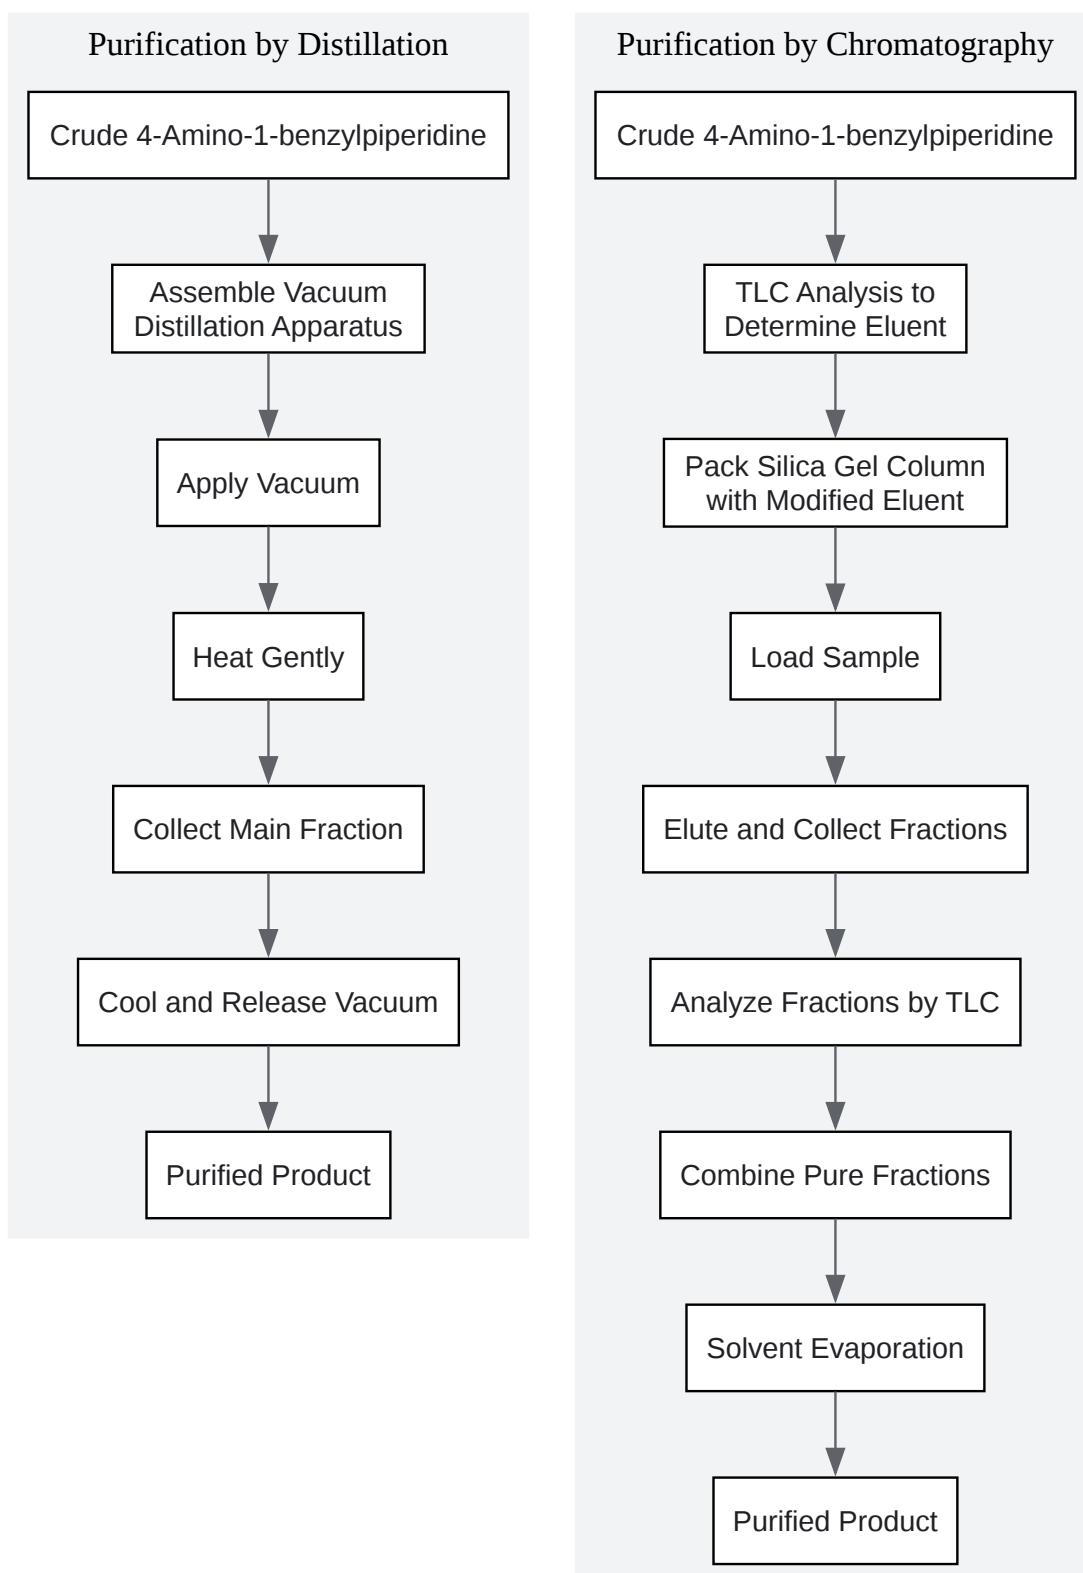 Purification by Distillation
Crude 4-Amino-1-benzylpiperidine
Assemble Vacuum
Distillation Apparatus
Apply Vacuum
Heat Gently
Collect Main Fraction
Cool and Release Vacuum
Purified Product
Purification by Chromatography
Crude 4-Amino-1-benzylpiperidine
TLC Analysis to
Determine Eluent
Pack Silica Gel Column
with Modified Eluent
Load Sample
Elute and Collect Fractions
Analyze Fractions by TLC
Combine Pure Fractions
Solvent Evaporation
Purified Product